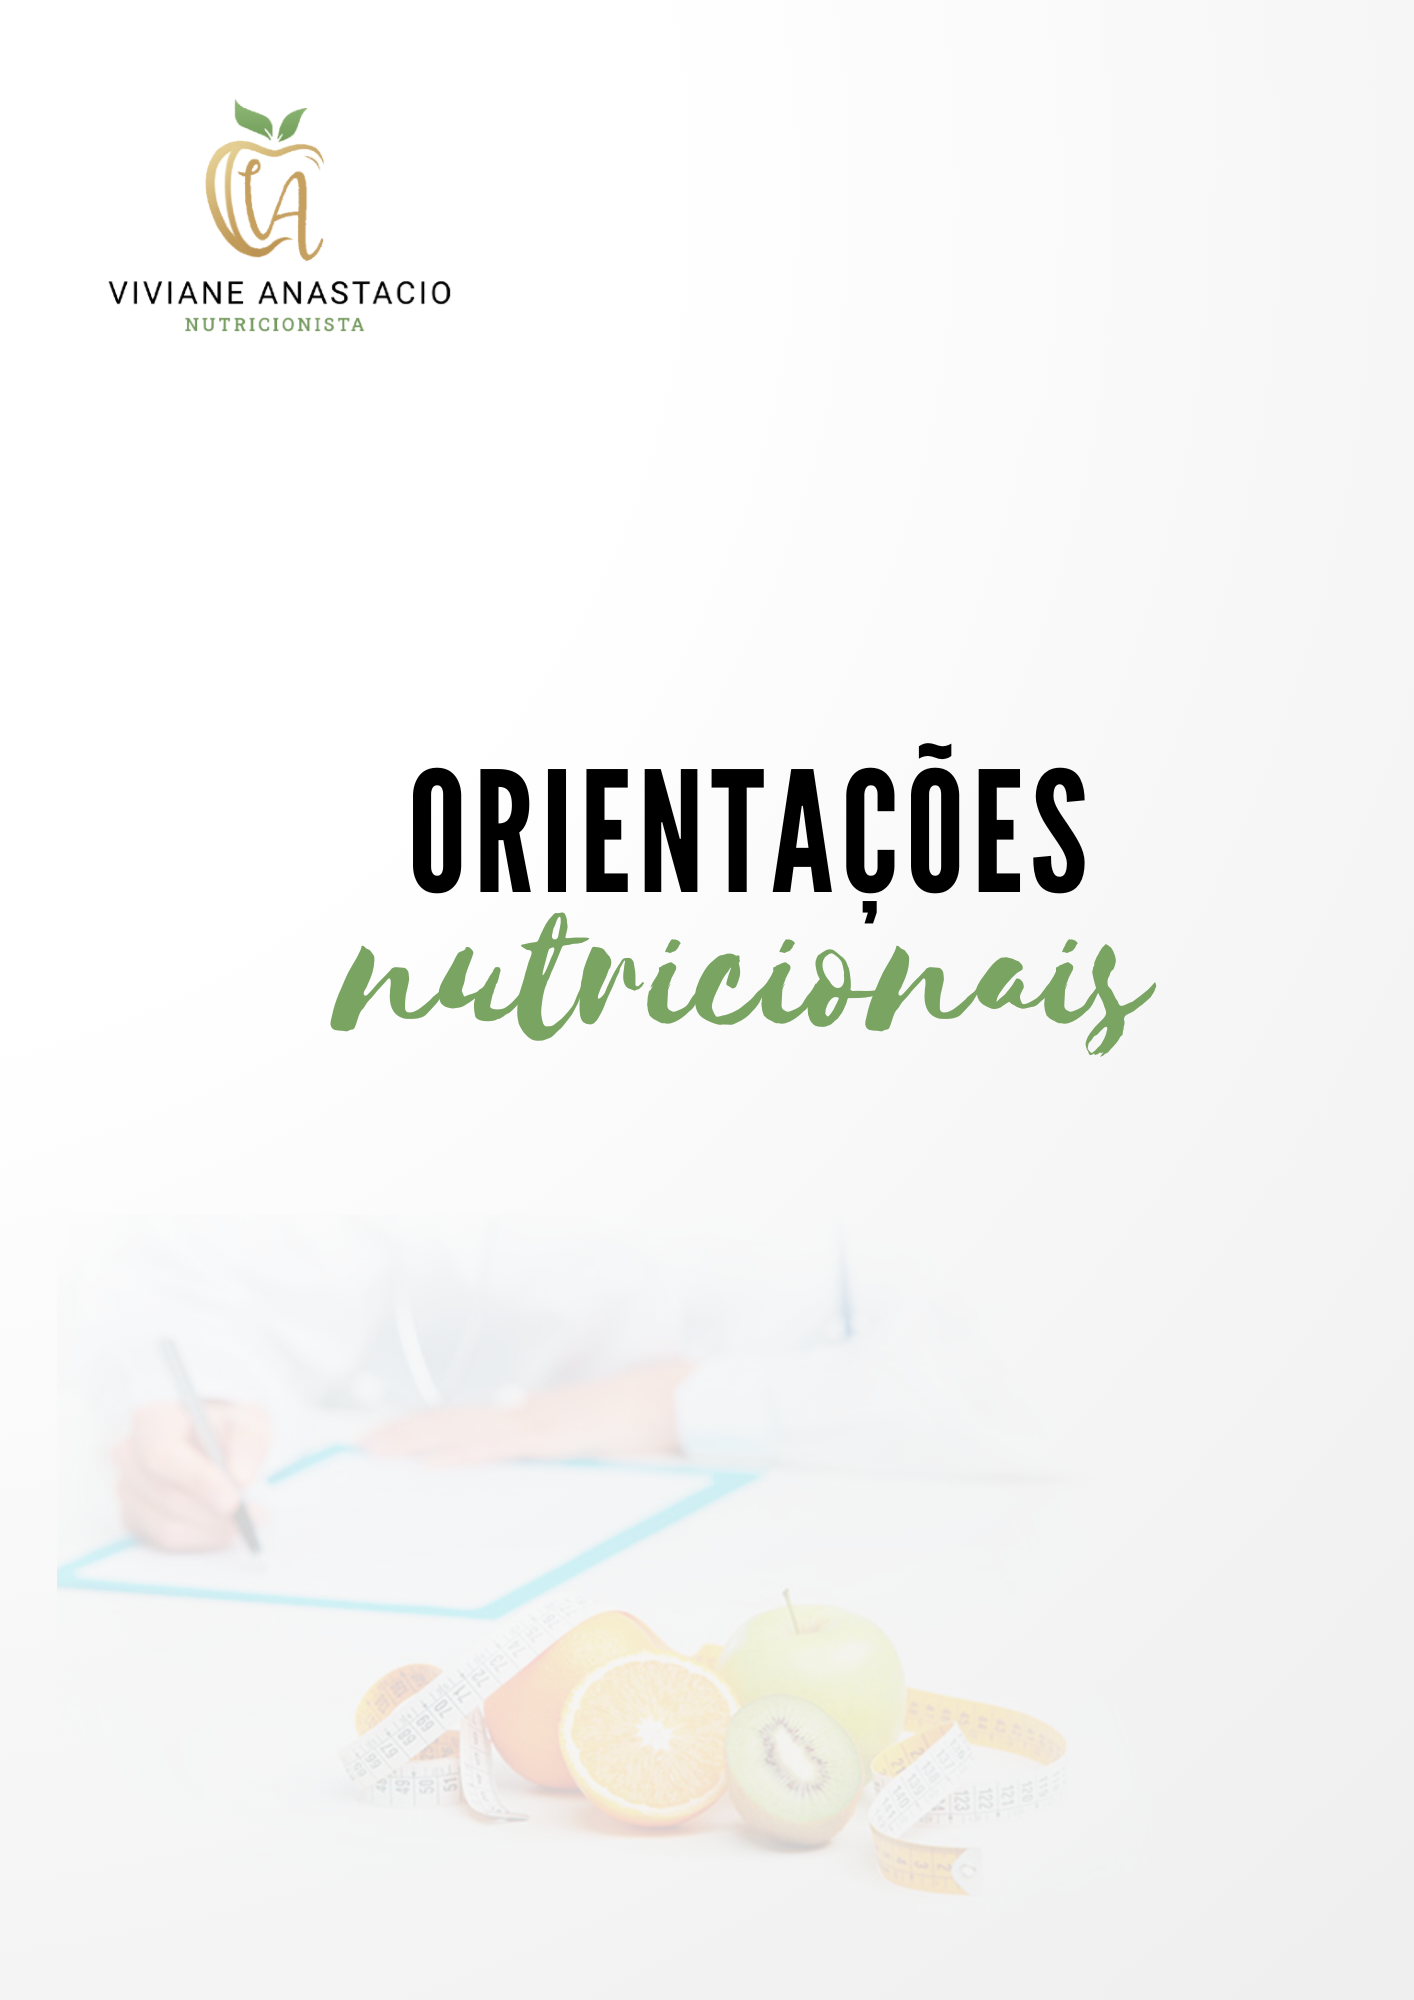 VIVIANE ANASTACIO
NUTRICIONISTA
ORIENTAÇÕES
nutricionais